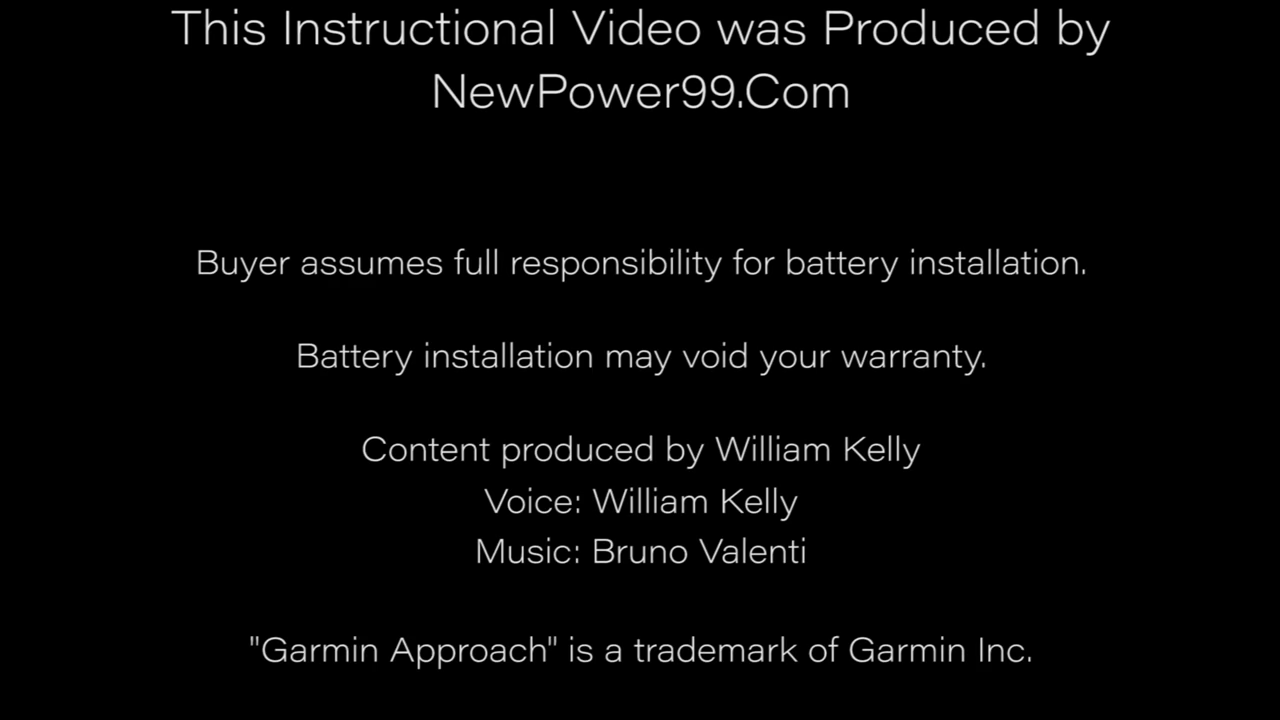 This Instructional Video was Produced by
NewPower99.Com
Buyer assumes full responsibility for battery installation.
Battery installation may void your warranty.
Content produced by William Kelly
Voice: William Kelly
Music: Bruno Valenti
"Garmin Approach" is a trademark of Garmin Inc.